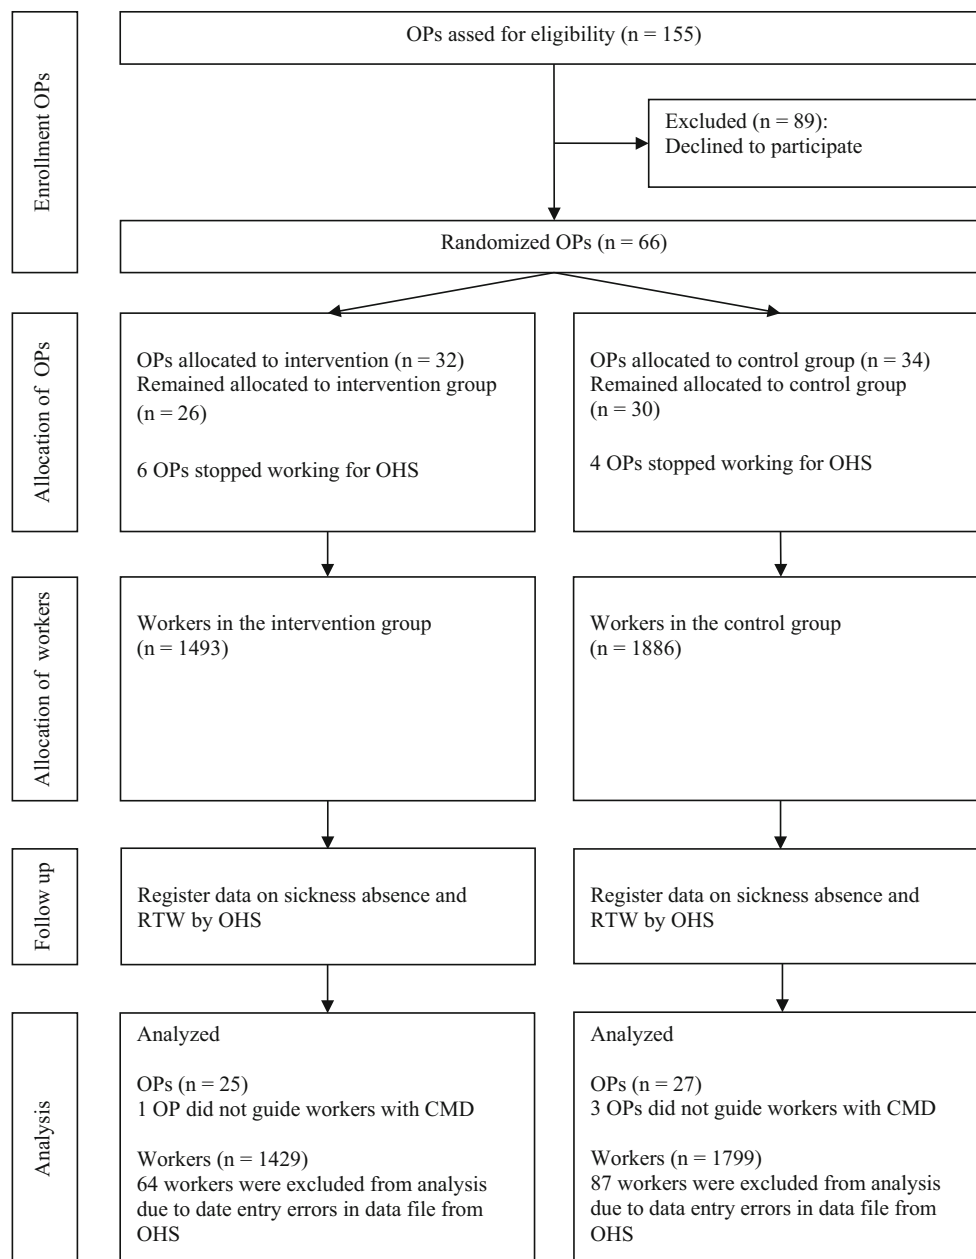 Enrollment OPs
OPs assed for eligibility (n = 155)
Excluded (n = 89):
Declined to participate
Randomized OPs (n = 66)
Allocation of OPs
OPs allocated to intervention (n = 32)
Remained allocated to intervention group
(n = 26)
6 OPs stopped working for OHS
OPs allocated to control group (n = 34)
Remained allocated to control group
(n = 30)
4 OPs stopped working for OHS
Allocation of workers
Workers in the intervention group
(n = 1493)
Workers in the control group
(n = 1886)
Follow up
Register data on sickness absence and
RTW by OHS
Register data on sickness absence and
RTW by OHS
Analysis
Analyzed
OPs (n = 25)
1 OP did not guide workers with CMD
Workers (n = 1429)
64 workers were excluded from analysis
due to date entry errors in data file from
OHS
Analyzed
OPs (n = 27)
3 OPs did not guide workers with CMD
Workers (n = 1799)
87 workers were excluded from analysis
due to data entry errors in data file from
OHS